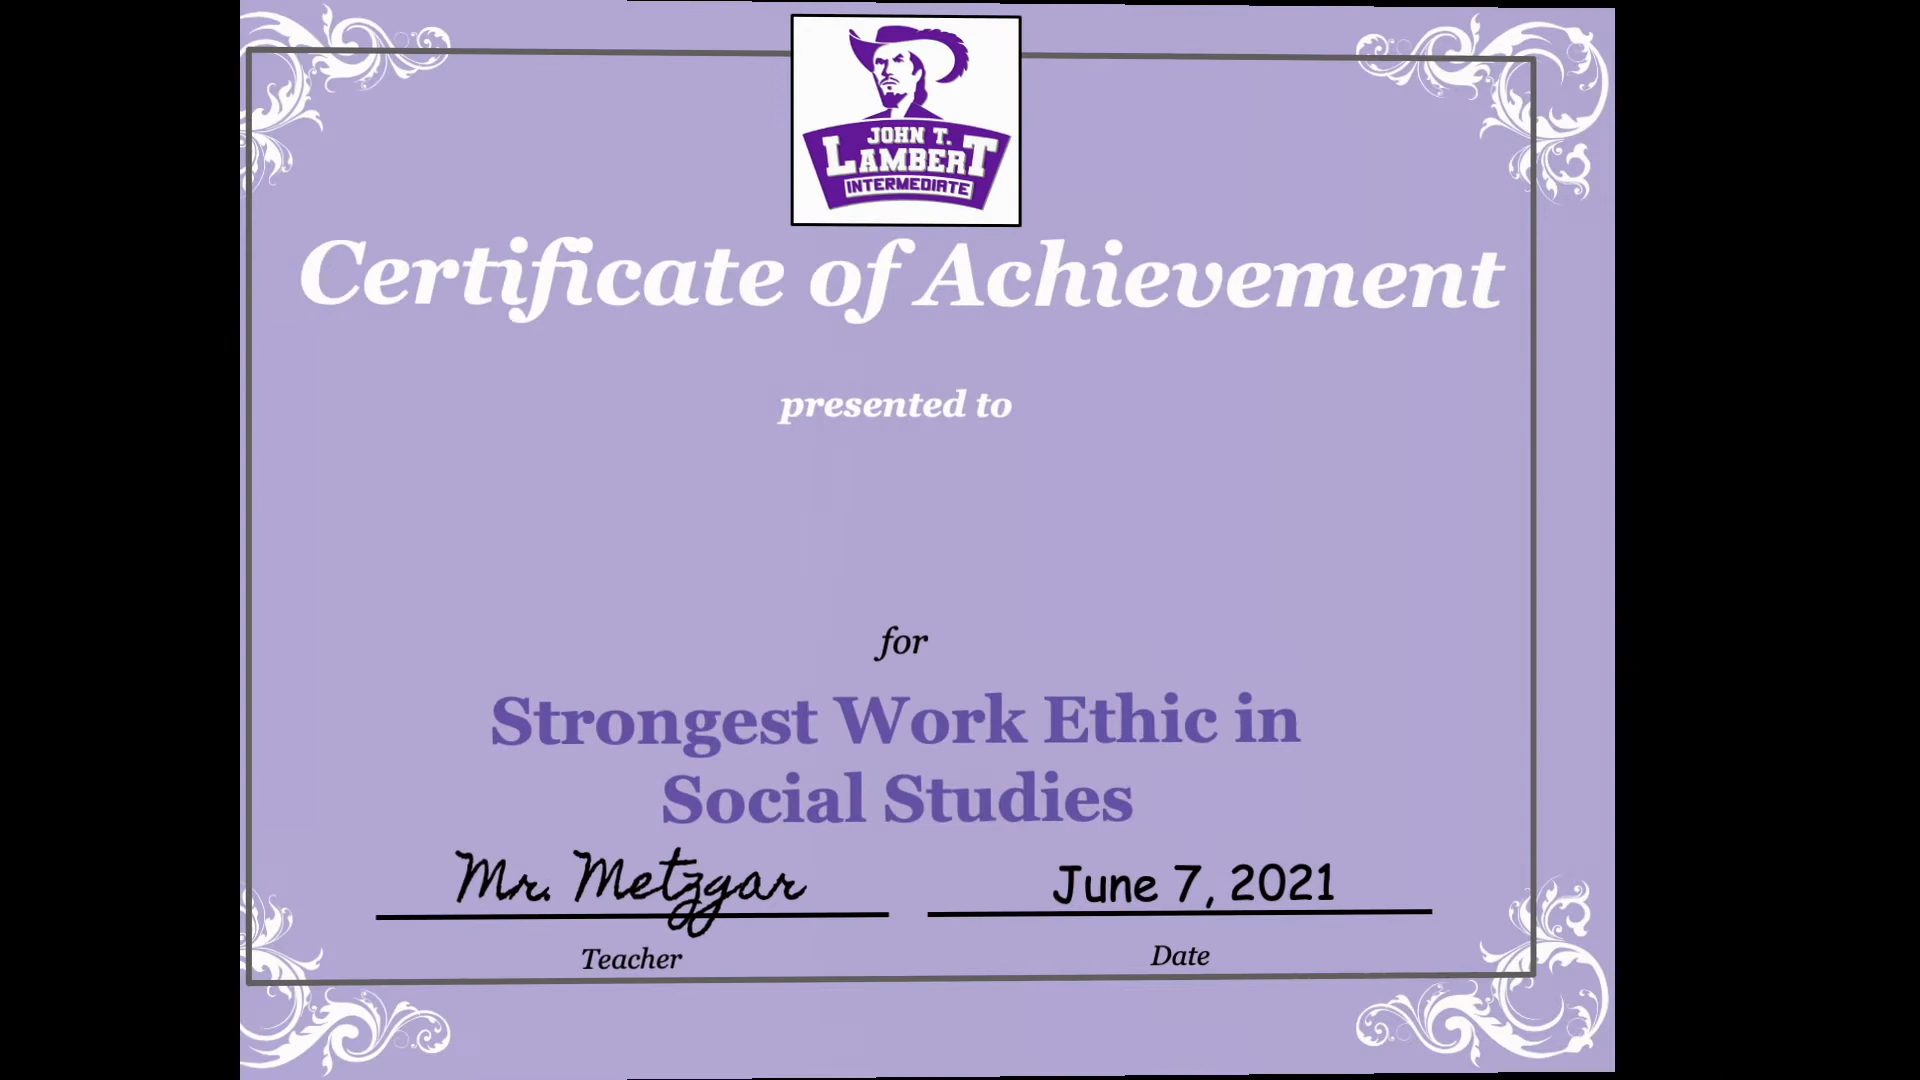 JOHN T.
LAMBERT
INTERMEDIATE
Certificate of Achievement
presented to
for
Strongest Work Ethic in
Social Studies
Mr. Metzgar
June 7, 2021
Teacher
Date